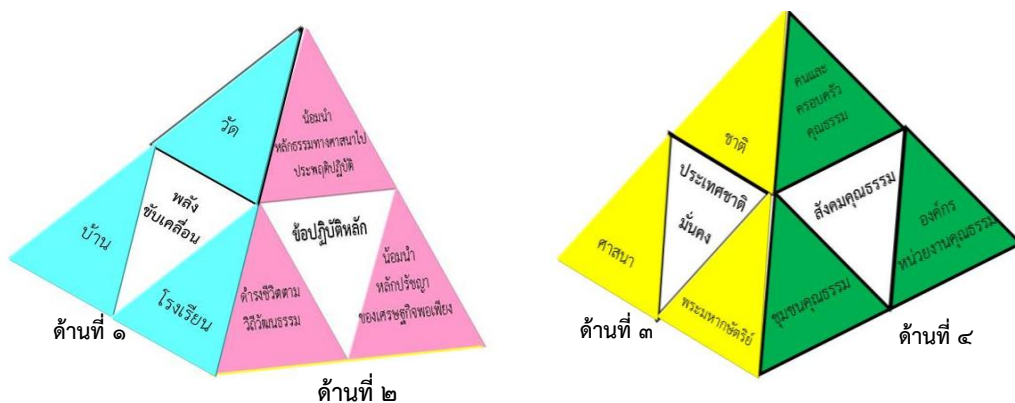 วัด
พลัง
ขับเคลื่อน
บ้าน
โรงเรียน
ด้านที่ ๑
น้อมนำ
หลักธรรมทางศาสนาไป
ประพฤติปฏิบัติ
ข้อปฏิบัติหลัก
ดำรงชีวิตตาม
วิถีวัฒนธรรม
น้อมนำ
หลักปรัชญา
ของเศรษฐกิจพอเพียง
ด้านที่ ๒
ชาติ
ประเทศชาติ
มั่นคง
ศาสนา
พระมหากษัตริย์
ด้านที่ ๓
คนและ
ครอบครัว
คุณธรรม
สังคมคุณธรรม
ชุมชนคุณธรรม
องค์กร
หน่วยงานคุณธรรม
ด้านที่ ๔